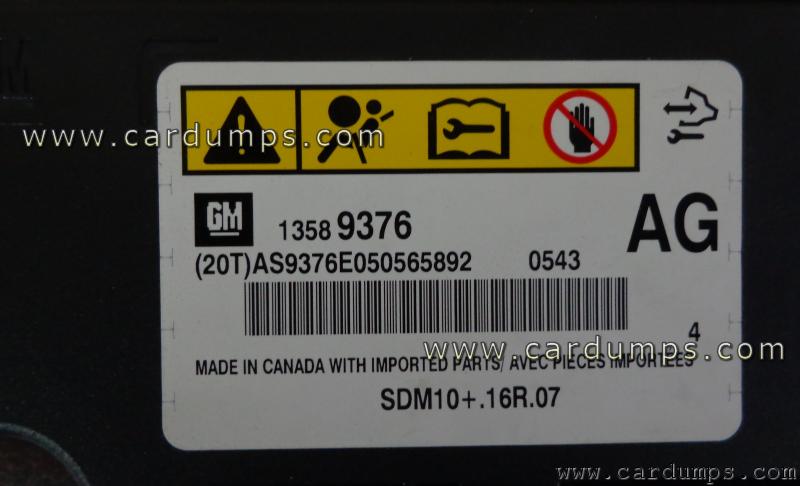 www.cardumps.com
GM 1358 9376 AG
(20T)AS9376E050565892 0543
4
www.cardumps.com
MADE IN CANADA WITH IMPORTED PARTS/ AVEC PIECES IMPORTEES
SDM10+.16R.07
www.cardumps.com